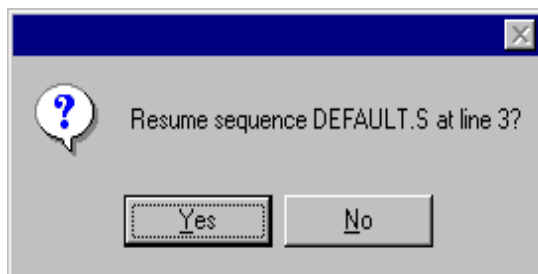 Resume sequence DEFAULT.S at line 3?
Yes No